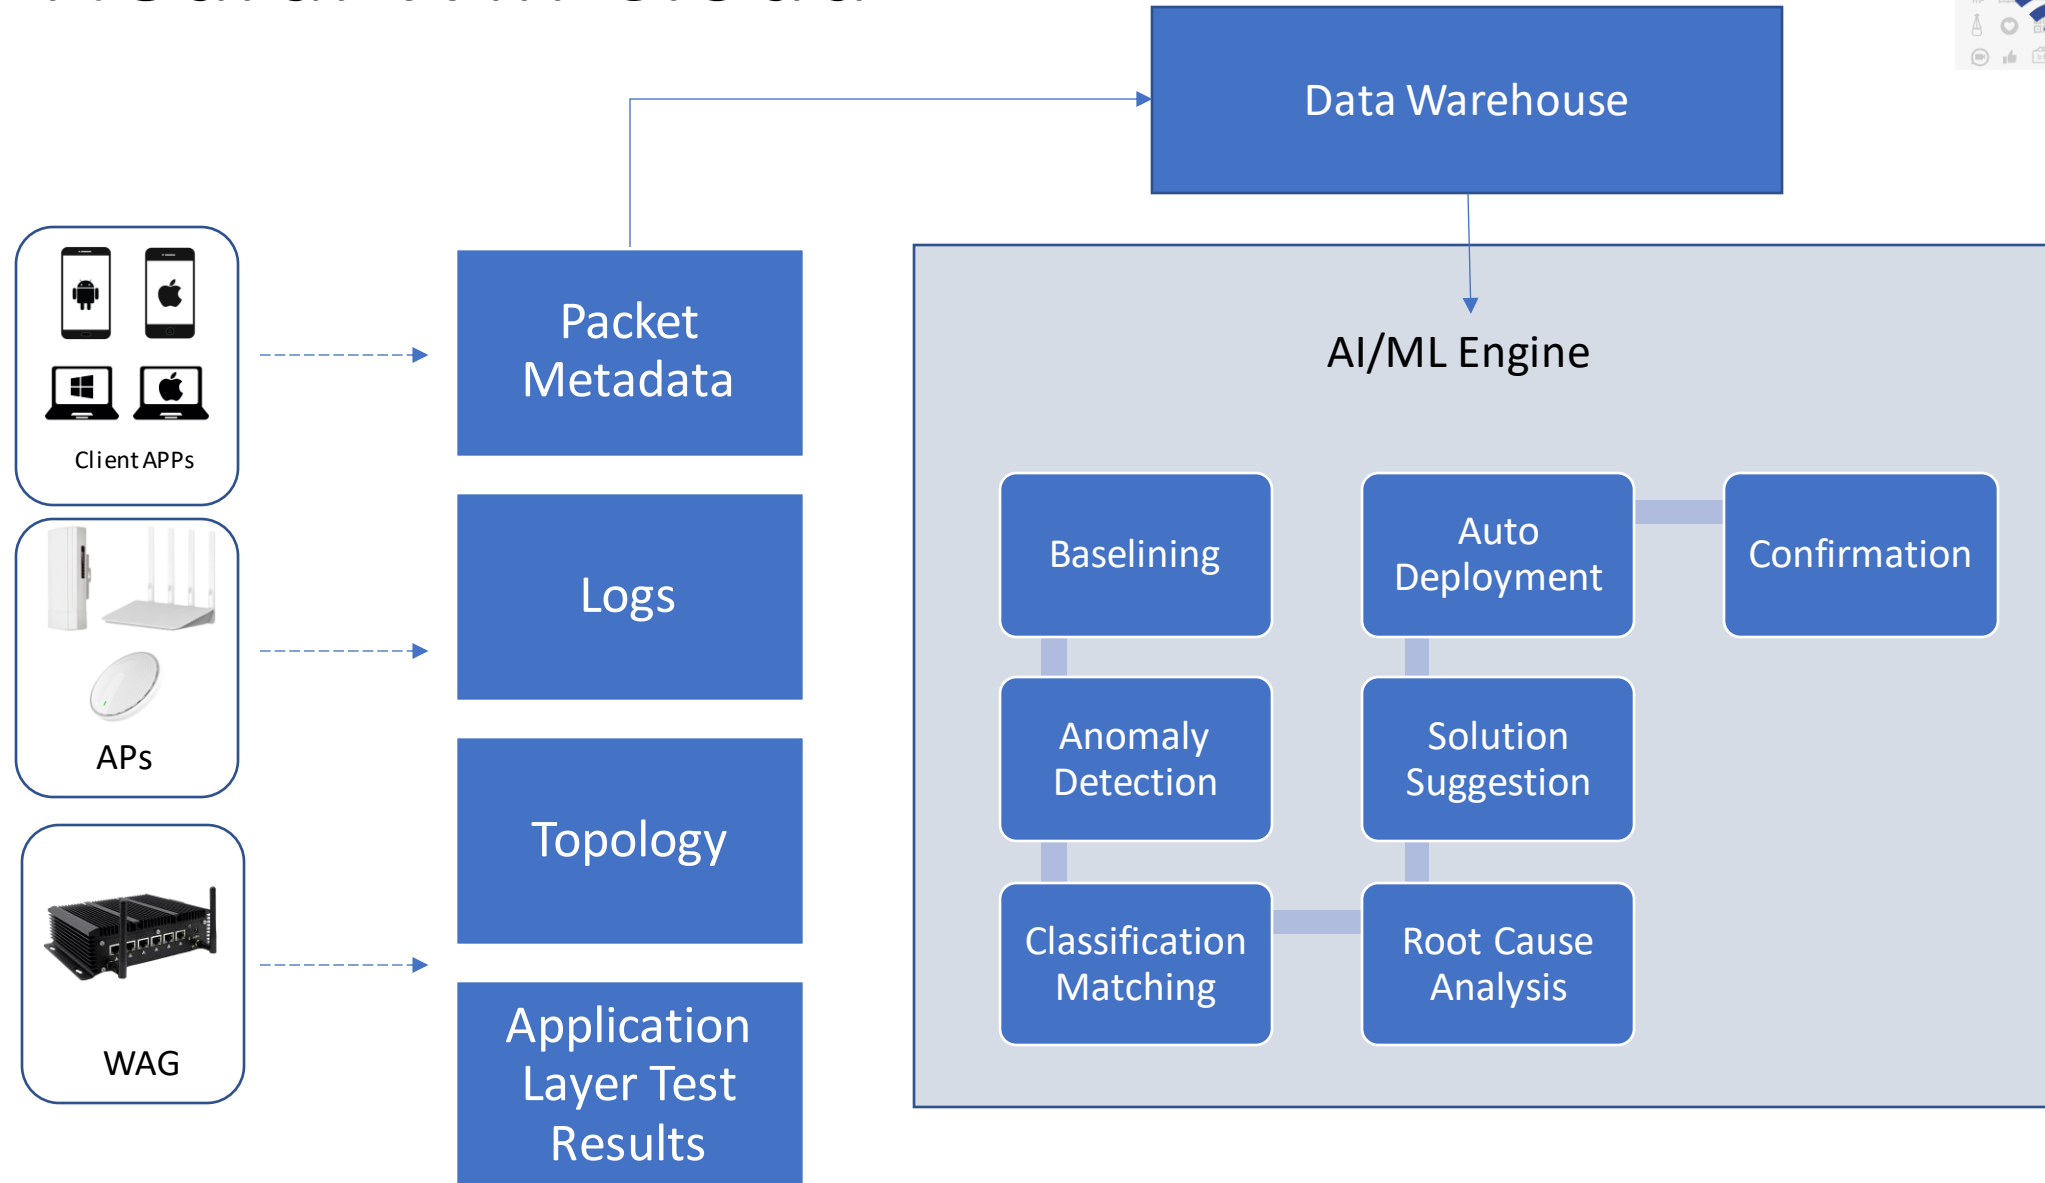 Data Warehouse
Client APPs
Packet
Metadata
AI/ML Engine
APs
Logs
Baselining
Auto
Deployment
Confirmation
Topology
Anomaly
Detection
Solution
Suggestion
WAG
Application
Layer Test
Results
Classification
Matching
Root Cause
Analysis